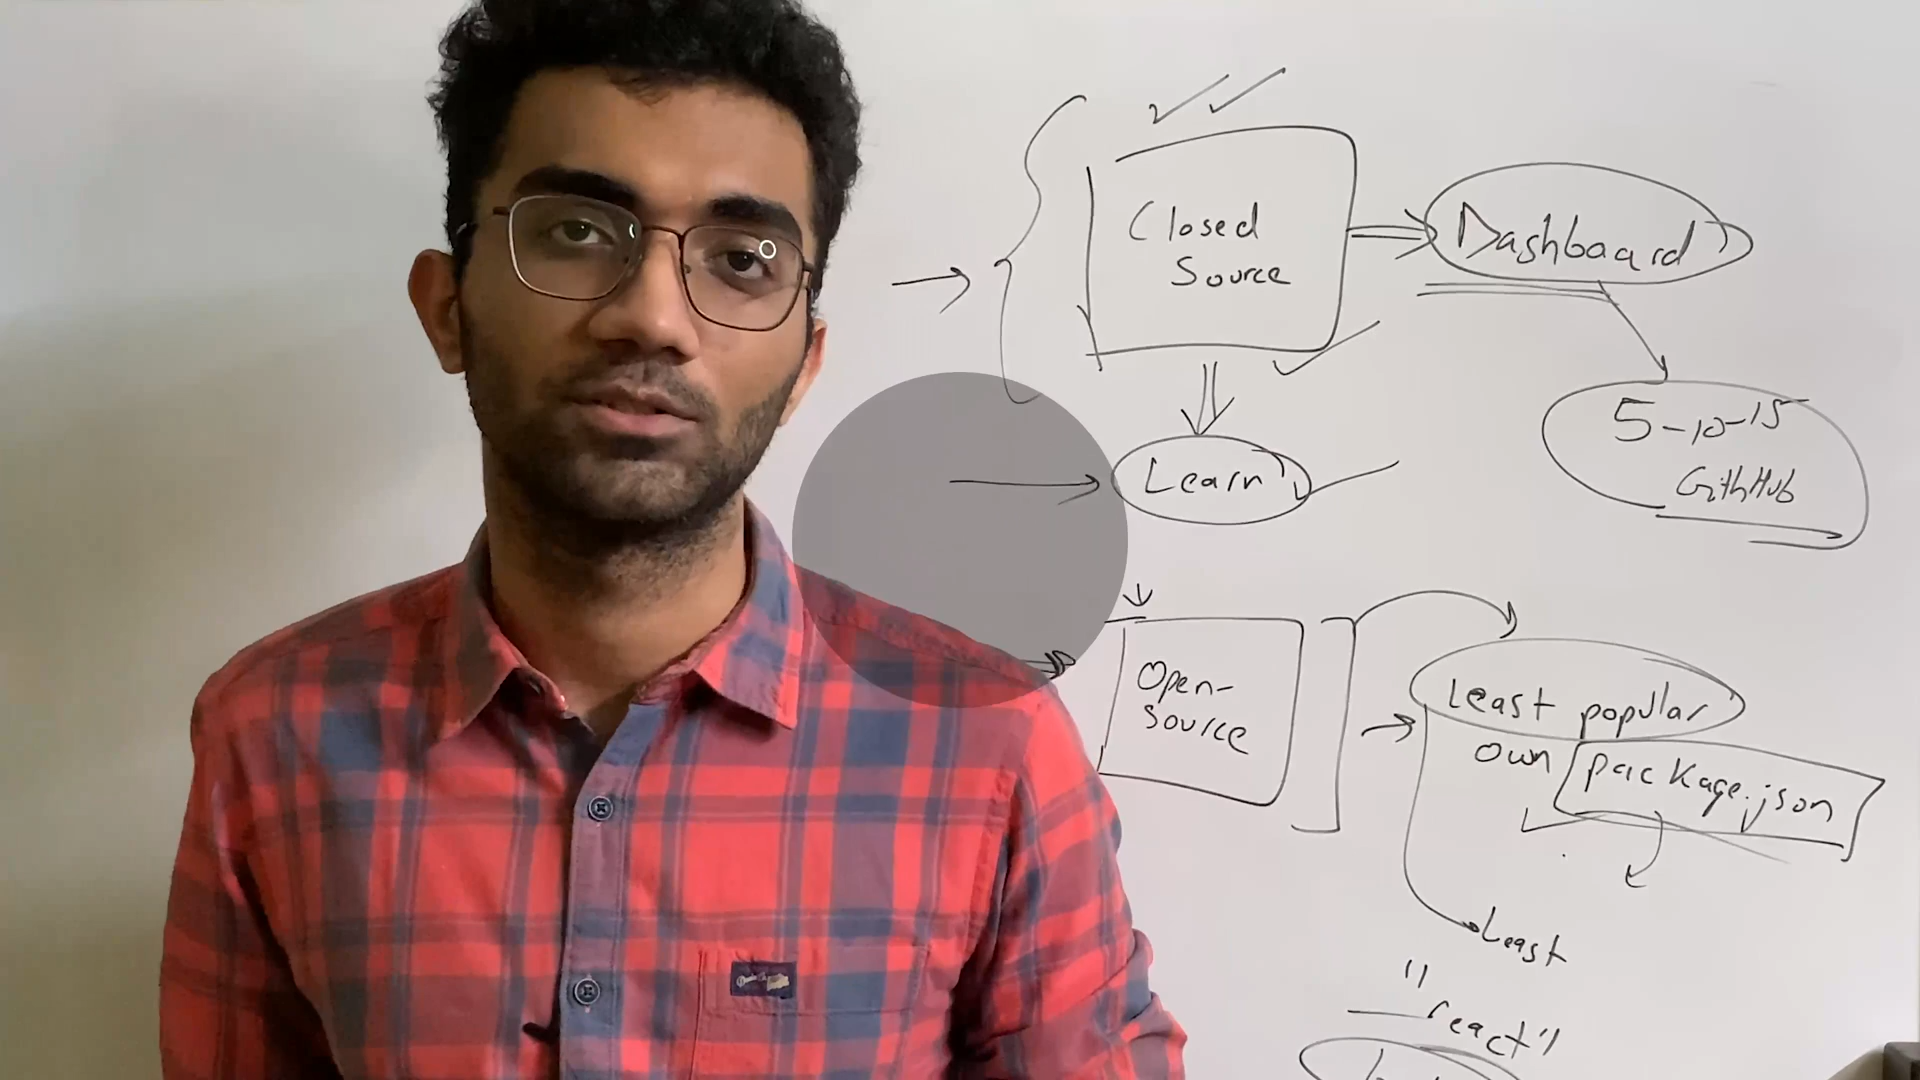 Closed
Source
Dashboard
Learn
5-10-15
GithHub
Open-
source
Least popular
own package.json
Least
"react"